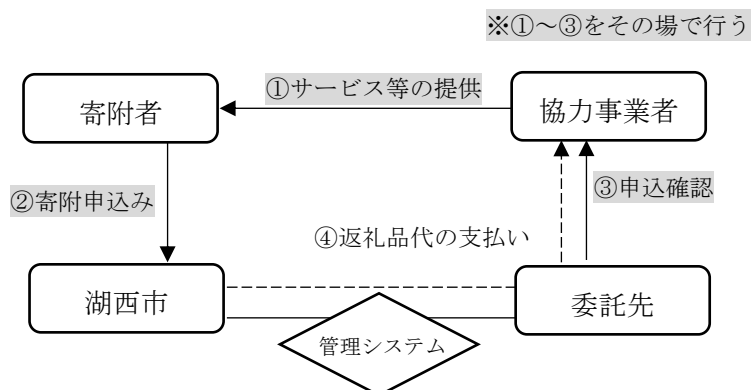 ※①～③をその場で行う
①サービス等の提供
寄附者
協力事業者
②寄附申込み
③申込確認
④返礼品代の支払い
湖西市
委託先
管理システム